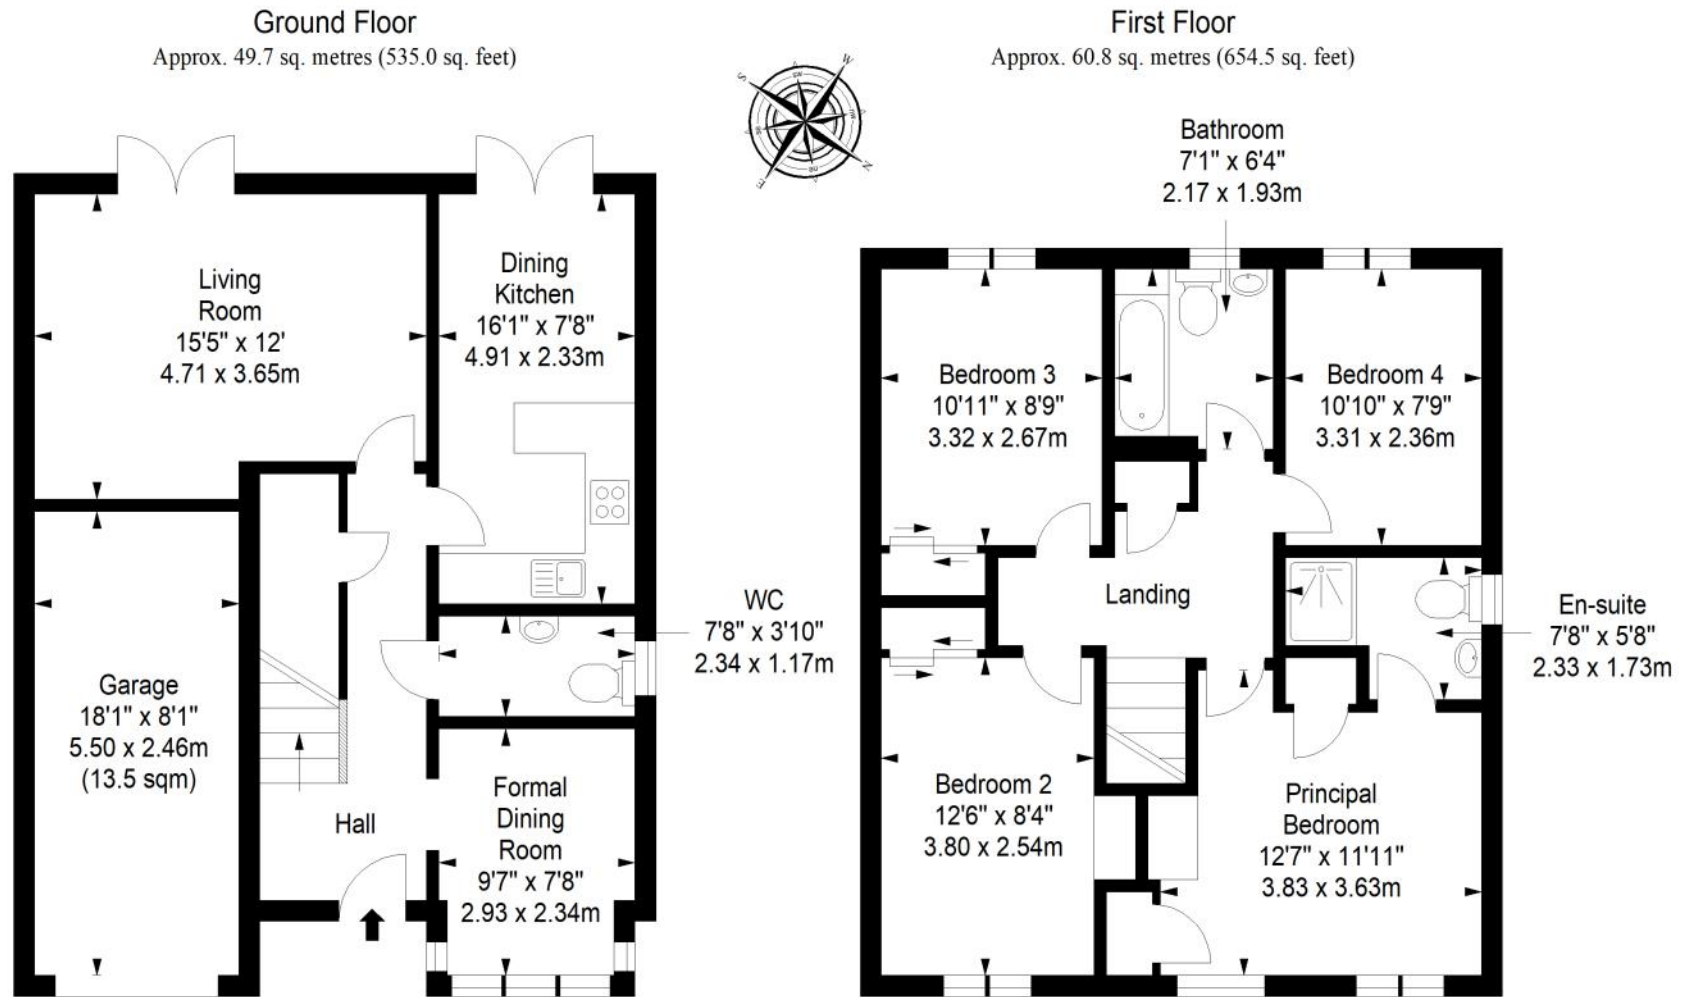 Ground Floor
Approx. 49.7 sq. metres (535.0 sq. feet)
Living
Room
15'5" x 12'
4.71 x 3.65m
Dining
Kitchen
16'1" x 7'8"
4.91 x 2.33m
WC
7'8" x 3'10"
2.34 x 1.17m
Garage
18'1" x 8'1"
5.50 x 2.46m
(13.5 sqm)
Hall
Formal
Dining
Room
9'7" x 7'8"
2.93 x 2.34m
S
W
N
E
First Floor
Approx. 60.8 sq. metres (654.5 sq. feet)
Bathroom
7'1" x 6'4"
2.17 x 1.93m
Bedroom 3
10'11" x 8'9"
3.32 x 2.67m
Bedroom 4
10'10" x 7'9"
3.31 x 2.36m
Landing
En-suite
7'8" x 5'8"
2.33 x 1.73m
Bedroom 2
12'6" x 8'4"
3.80 x 2.54m
Principal
Bedroom
12'7" x 11'11"
3.83 x 3.63m